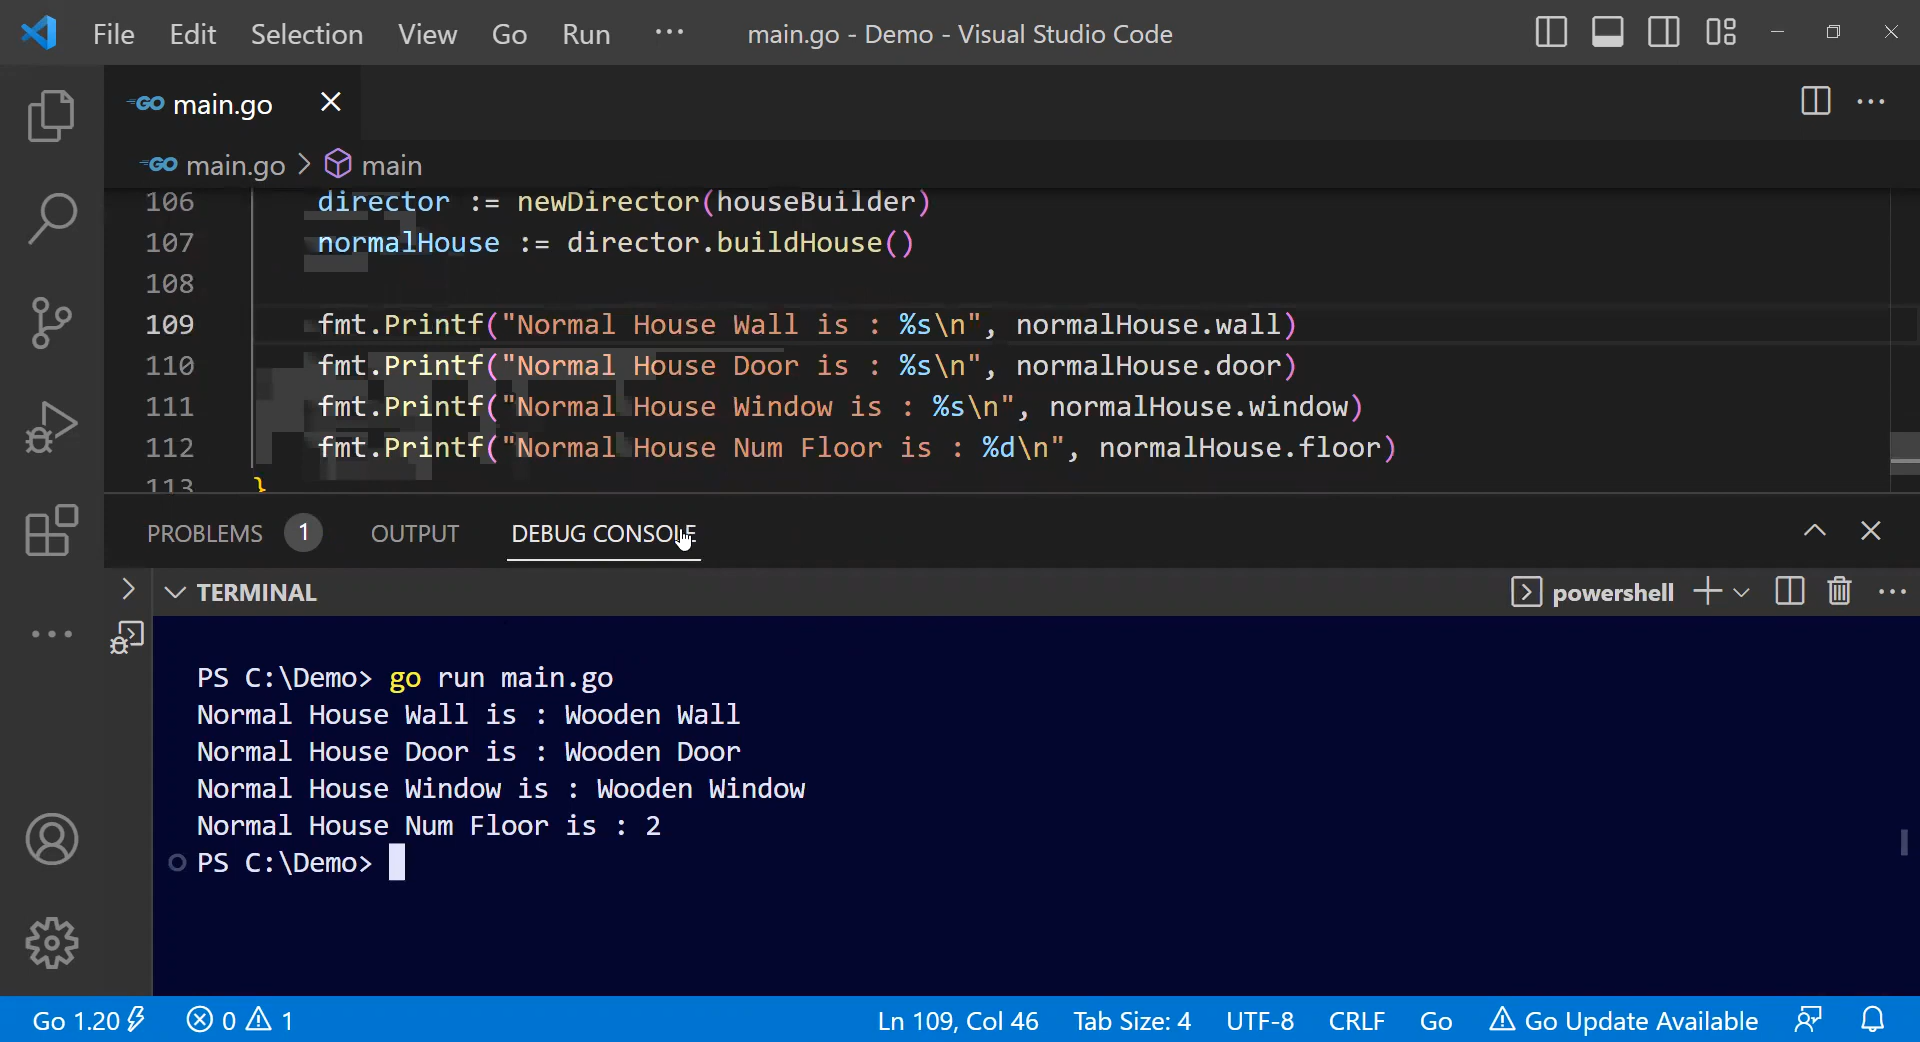 File Edit Selection View Go Run ··· main.go - Demo - Visual Studio Code
GO main.go
GO main.go > main
106 director := newDirector(houseBuilder)
107 normalHouse := director.buildHouse()
108
109 fmt.Printf("Normal House Wall is : %s\n", normalHouse.wall)
110 fmt.Printf("Normal House Door is : %s\n", normalHouse.door)
111 fmt.Printf("Normal House Window is : %s\n", normalHouse.window)
112 fmt.Printf("Normal House Num Floor is : %d\n", normalHouse.floor)
113 }
PROBLEMS 1 OUTPUT DEBUG CONSOLE
TERMINAL powershell
PS C:\Demo> go run main.go
Normal House Wall is : Wooden Wall
Normal House Door is : Wooden Door
Normal House Window is : Wooden Window
Normal House Num Floor is : 2
PS C:\Demo>
Go 1.20 0 1 Ln 109, Col 46 Tab Size: 4 UTF-8 CRLF Go Go Update Available